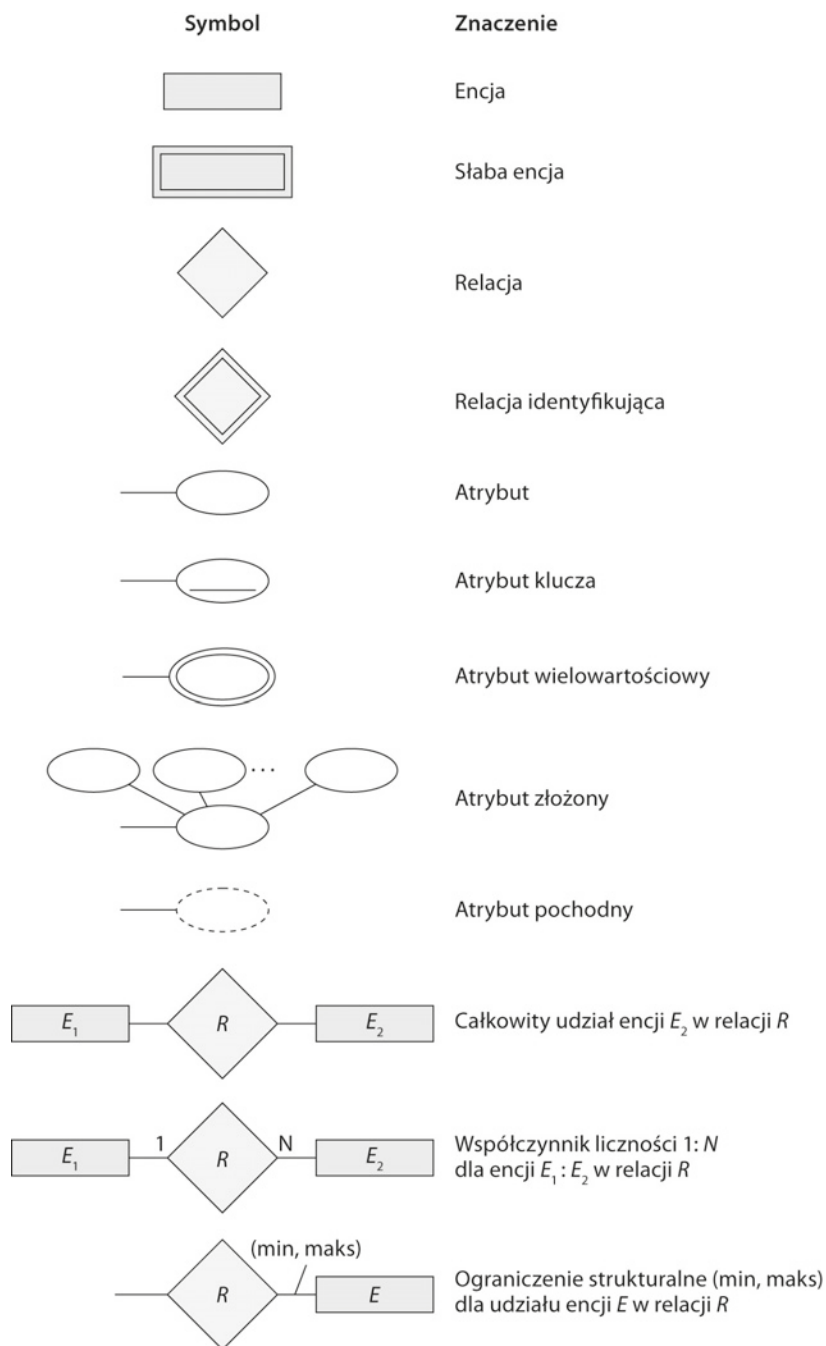 Symbol Znaczenie
Encja
Słaba encja
Relacja
Relacja identyfikująca
Atrybut
Atrybut klucza
Atrybut wielowartościowy
...
Atrybut złożony
Atrybut pochodny
E₁ R E₂ Całkowity udział encji E₂ w relacji R
E₁ 1 R N E₂ Współczynnik liczności 1: N
dla encji E₁ : E₂ w relacji R
(min, maks)
R E Ograniczenie strukturalne (min, maks)
dla udziału encji E w relacji R